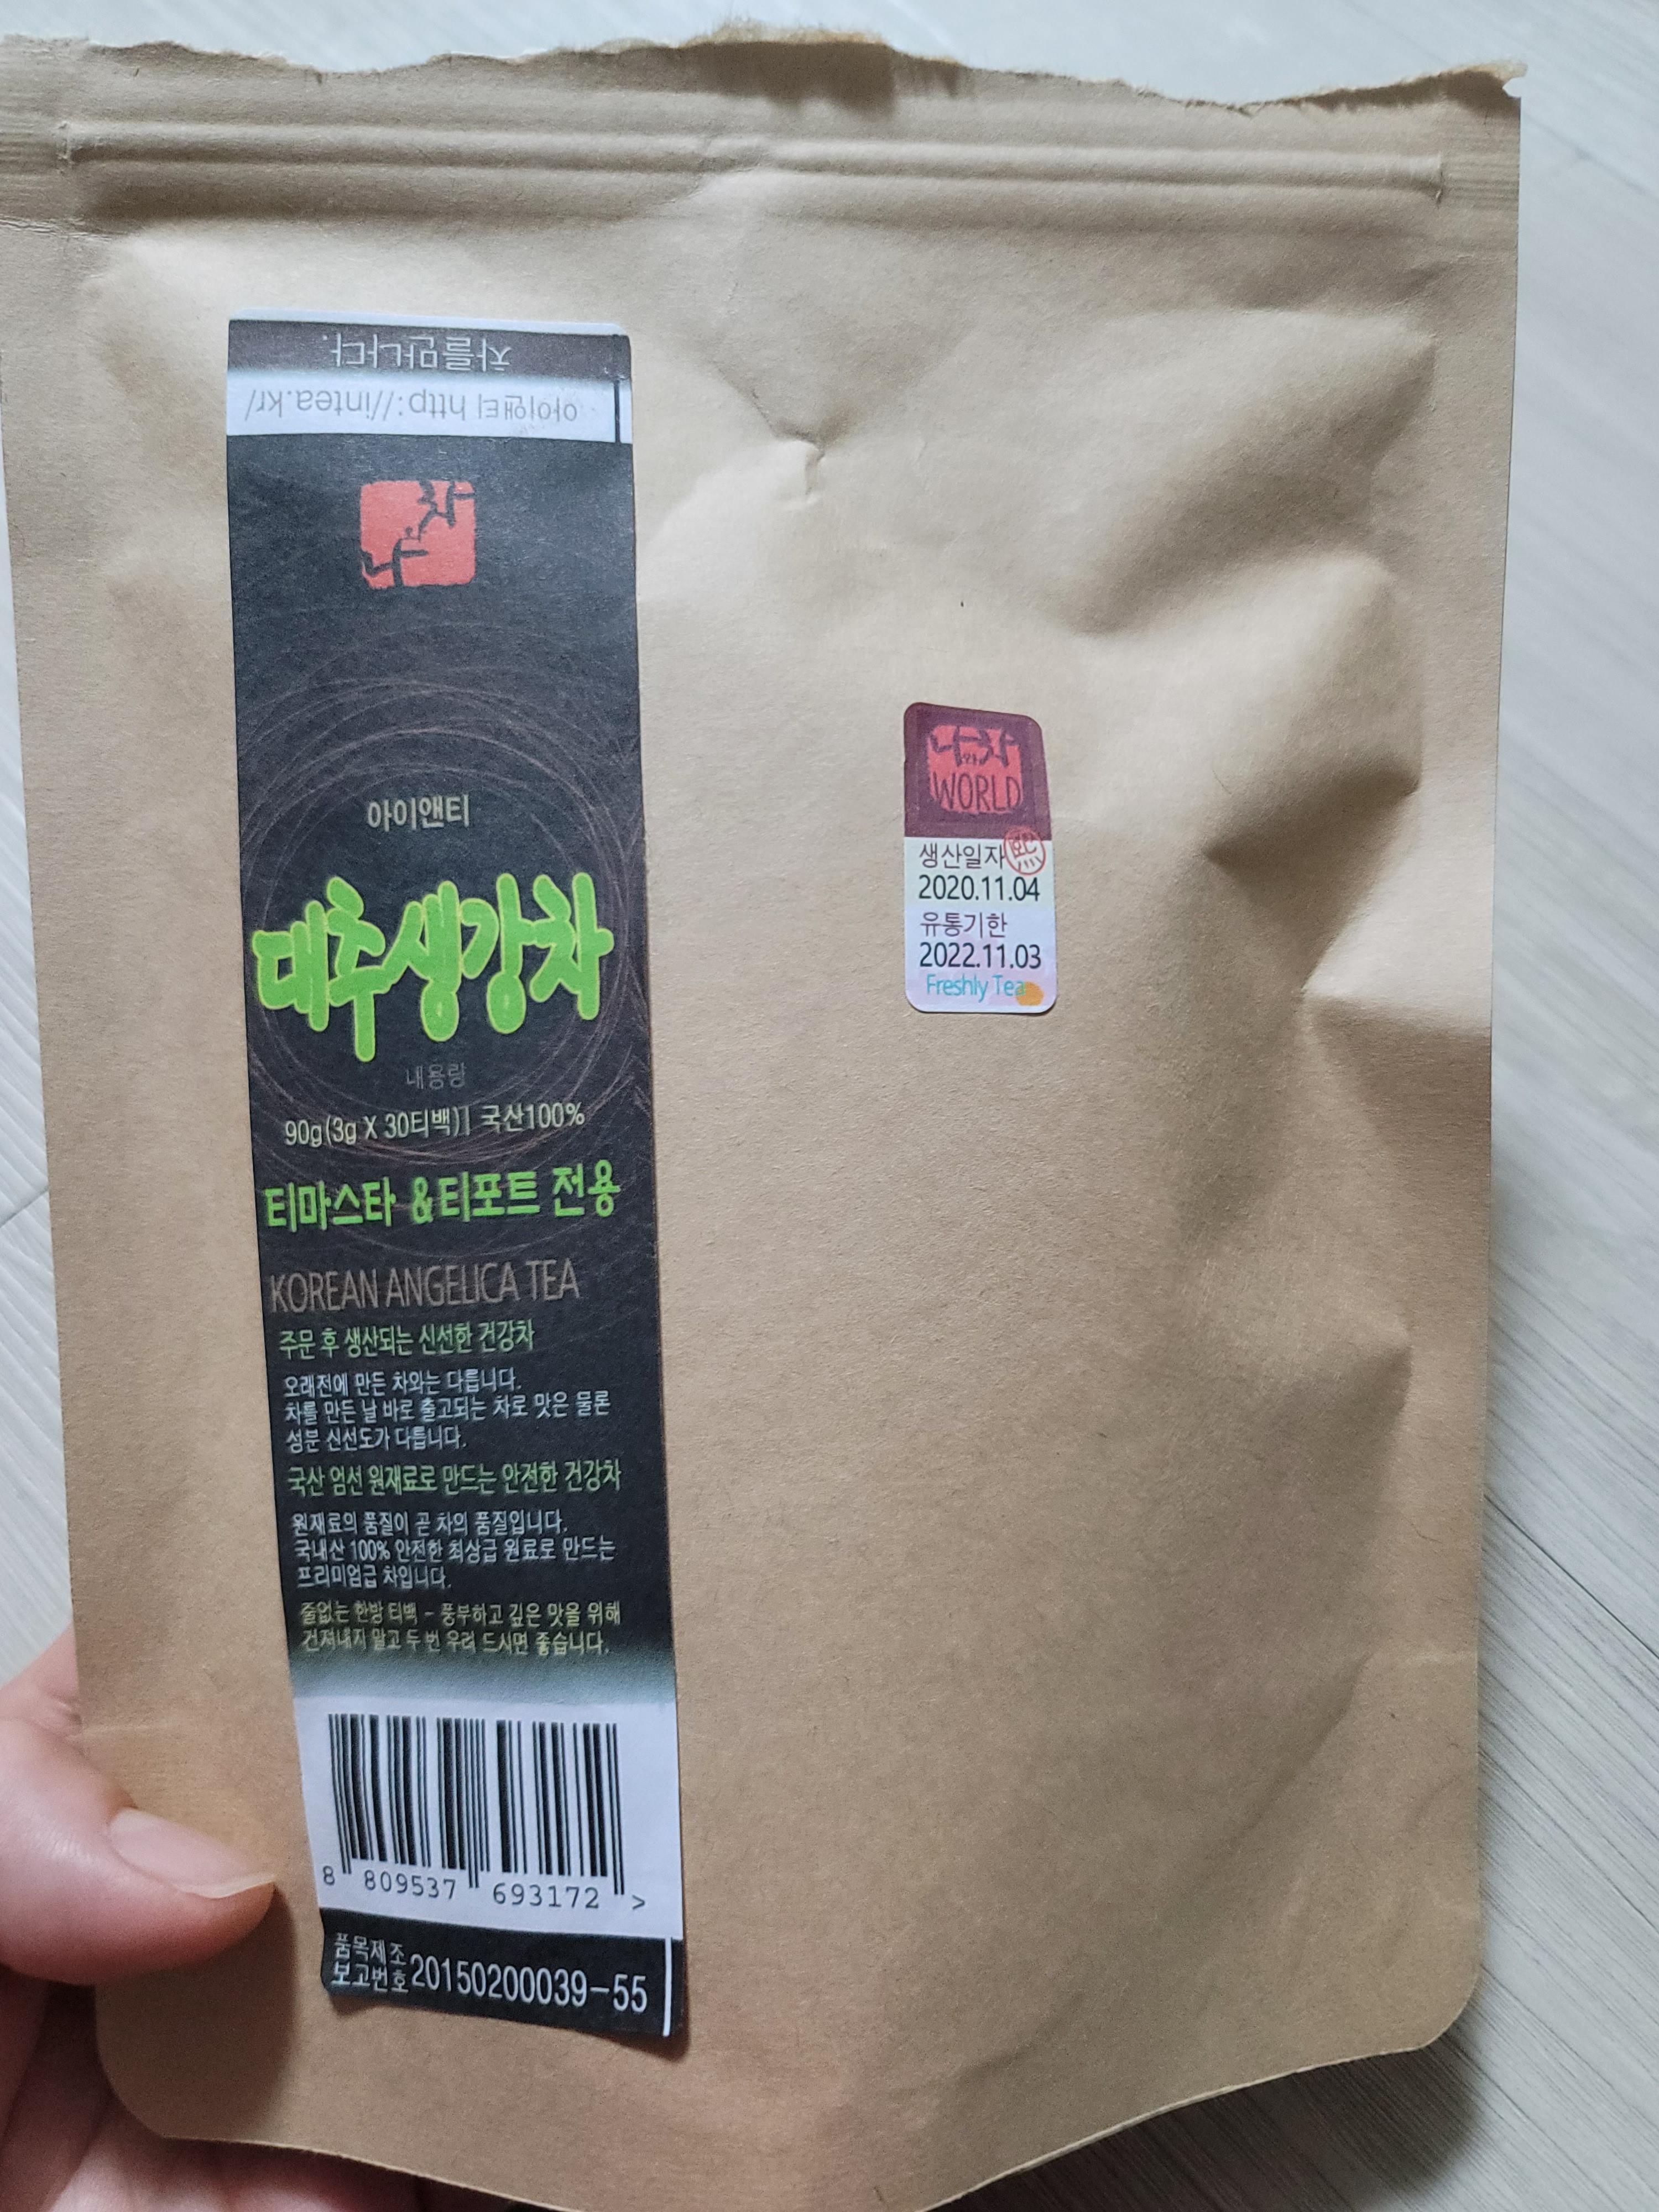 차를 만나다.
아이앤티 http://intea.kr/
나와차
아이앤티
대추생강차
내용량
90g(3g X 30티백)| 국산100%
티마스타 &티포트 전용
KOREAN ANGELICA TEA
주문 후 생산되는 신선한 건강차
오래전에 만든 차와는 다릅니다.
차를 만든 날 바로 출고되는 차로 맛은 물론
성분 신선도가 다릅니다.
국산 엄선 원재료로 만드는 안전한 건강차
원재료의 품질이 곧 차의 품질입니다.
국내산 100% 안전한 최상급 원료로 만드는
프리미엄급 차입니다.
줄없는 한방 티백 - 풍부하고 깊은 맛을 위해
건져내지 말고 두 번 우려 드시면 좋습니다.
8 809537 693172 >
품목제조
보고번호 20150200039-55
나와차
WORLD
생산일자
2020.11.04
유통기한
2022.11.03
Freshly Tea